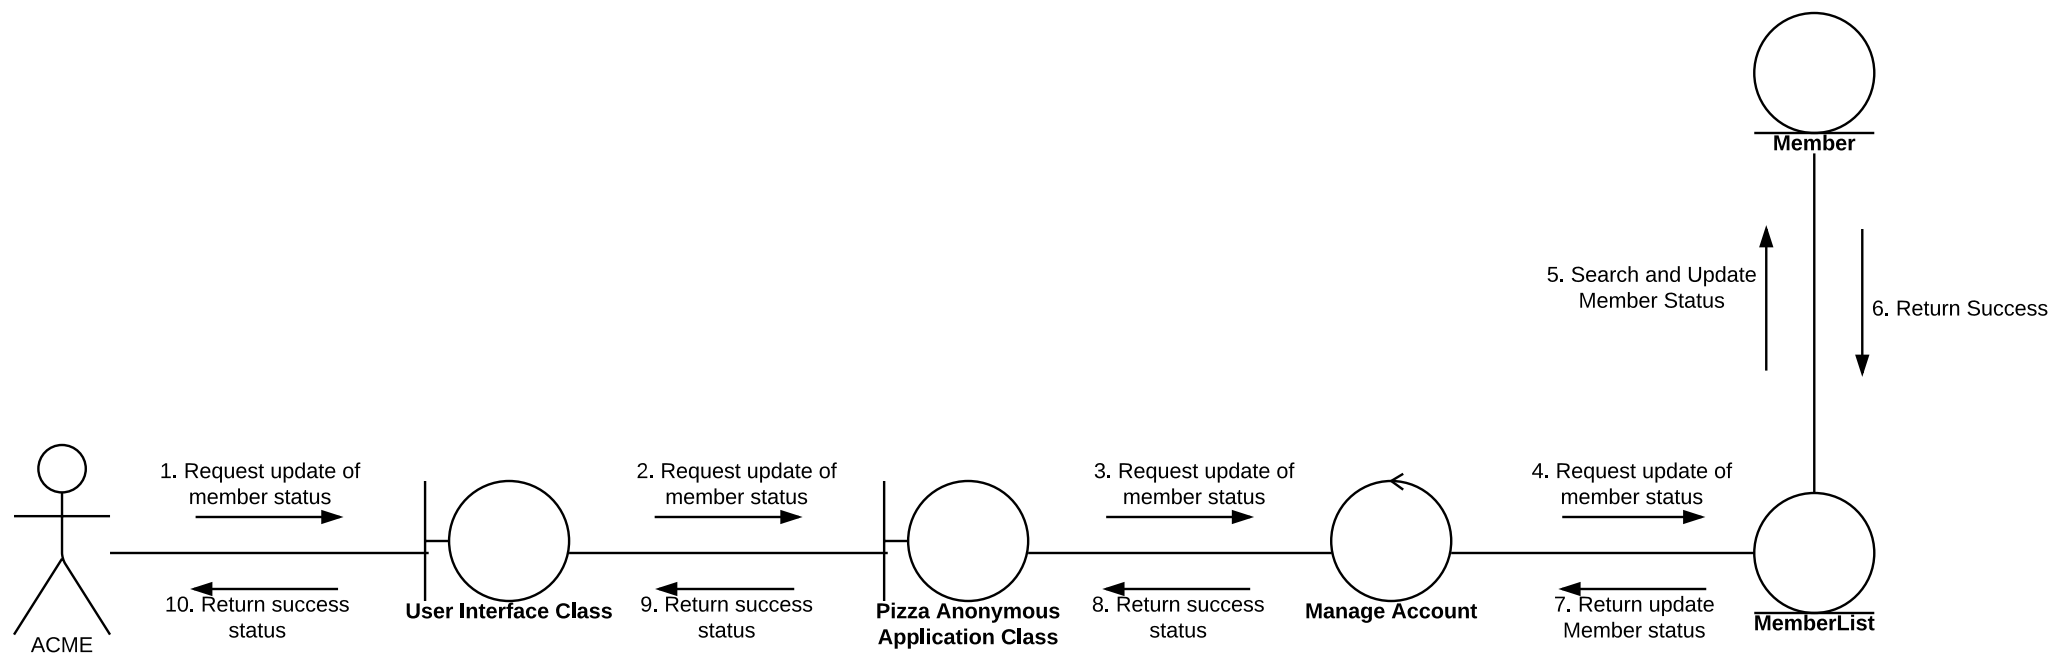 Member
5. Search and Update
Member Status
6. Return Success
1. Request update of
member status
2. Request update of
member status
3. Request update of
member status
4. Request update of
member status
10. Return success
status
User Interface Class
9. Return success
status
Pizza Anonymous
Application Class
8. Return success
status
Manage Account
7. Return update
Member status
MemberList
ACME